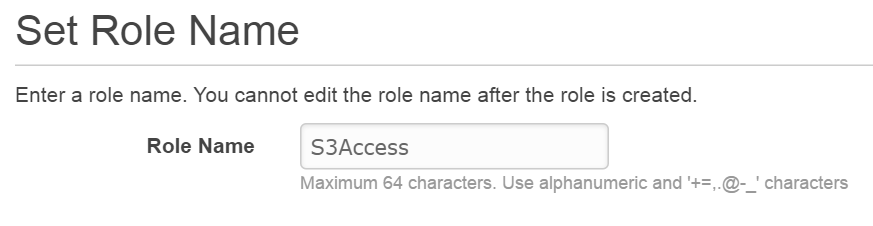 Set Role Name
Enter a role name. You cannot edit the role name after the role is created.
Role Name S3Access
Maximum 64 characters. Use alphanumeric and '+=,.@-_' characters